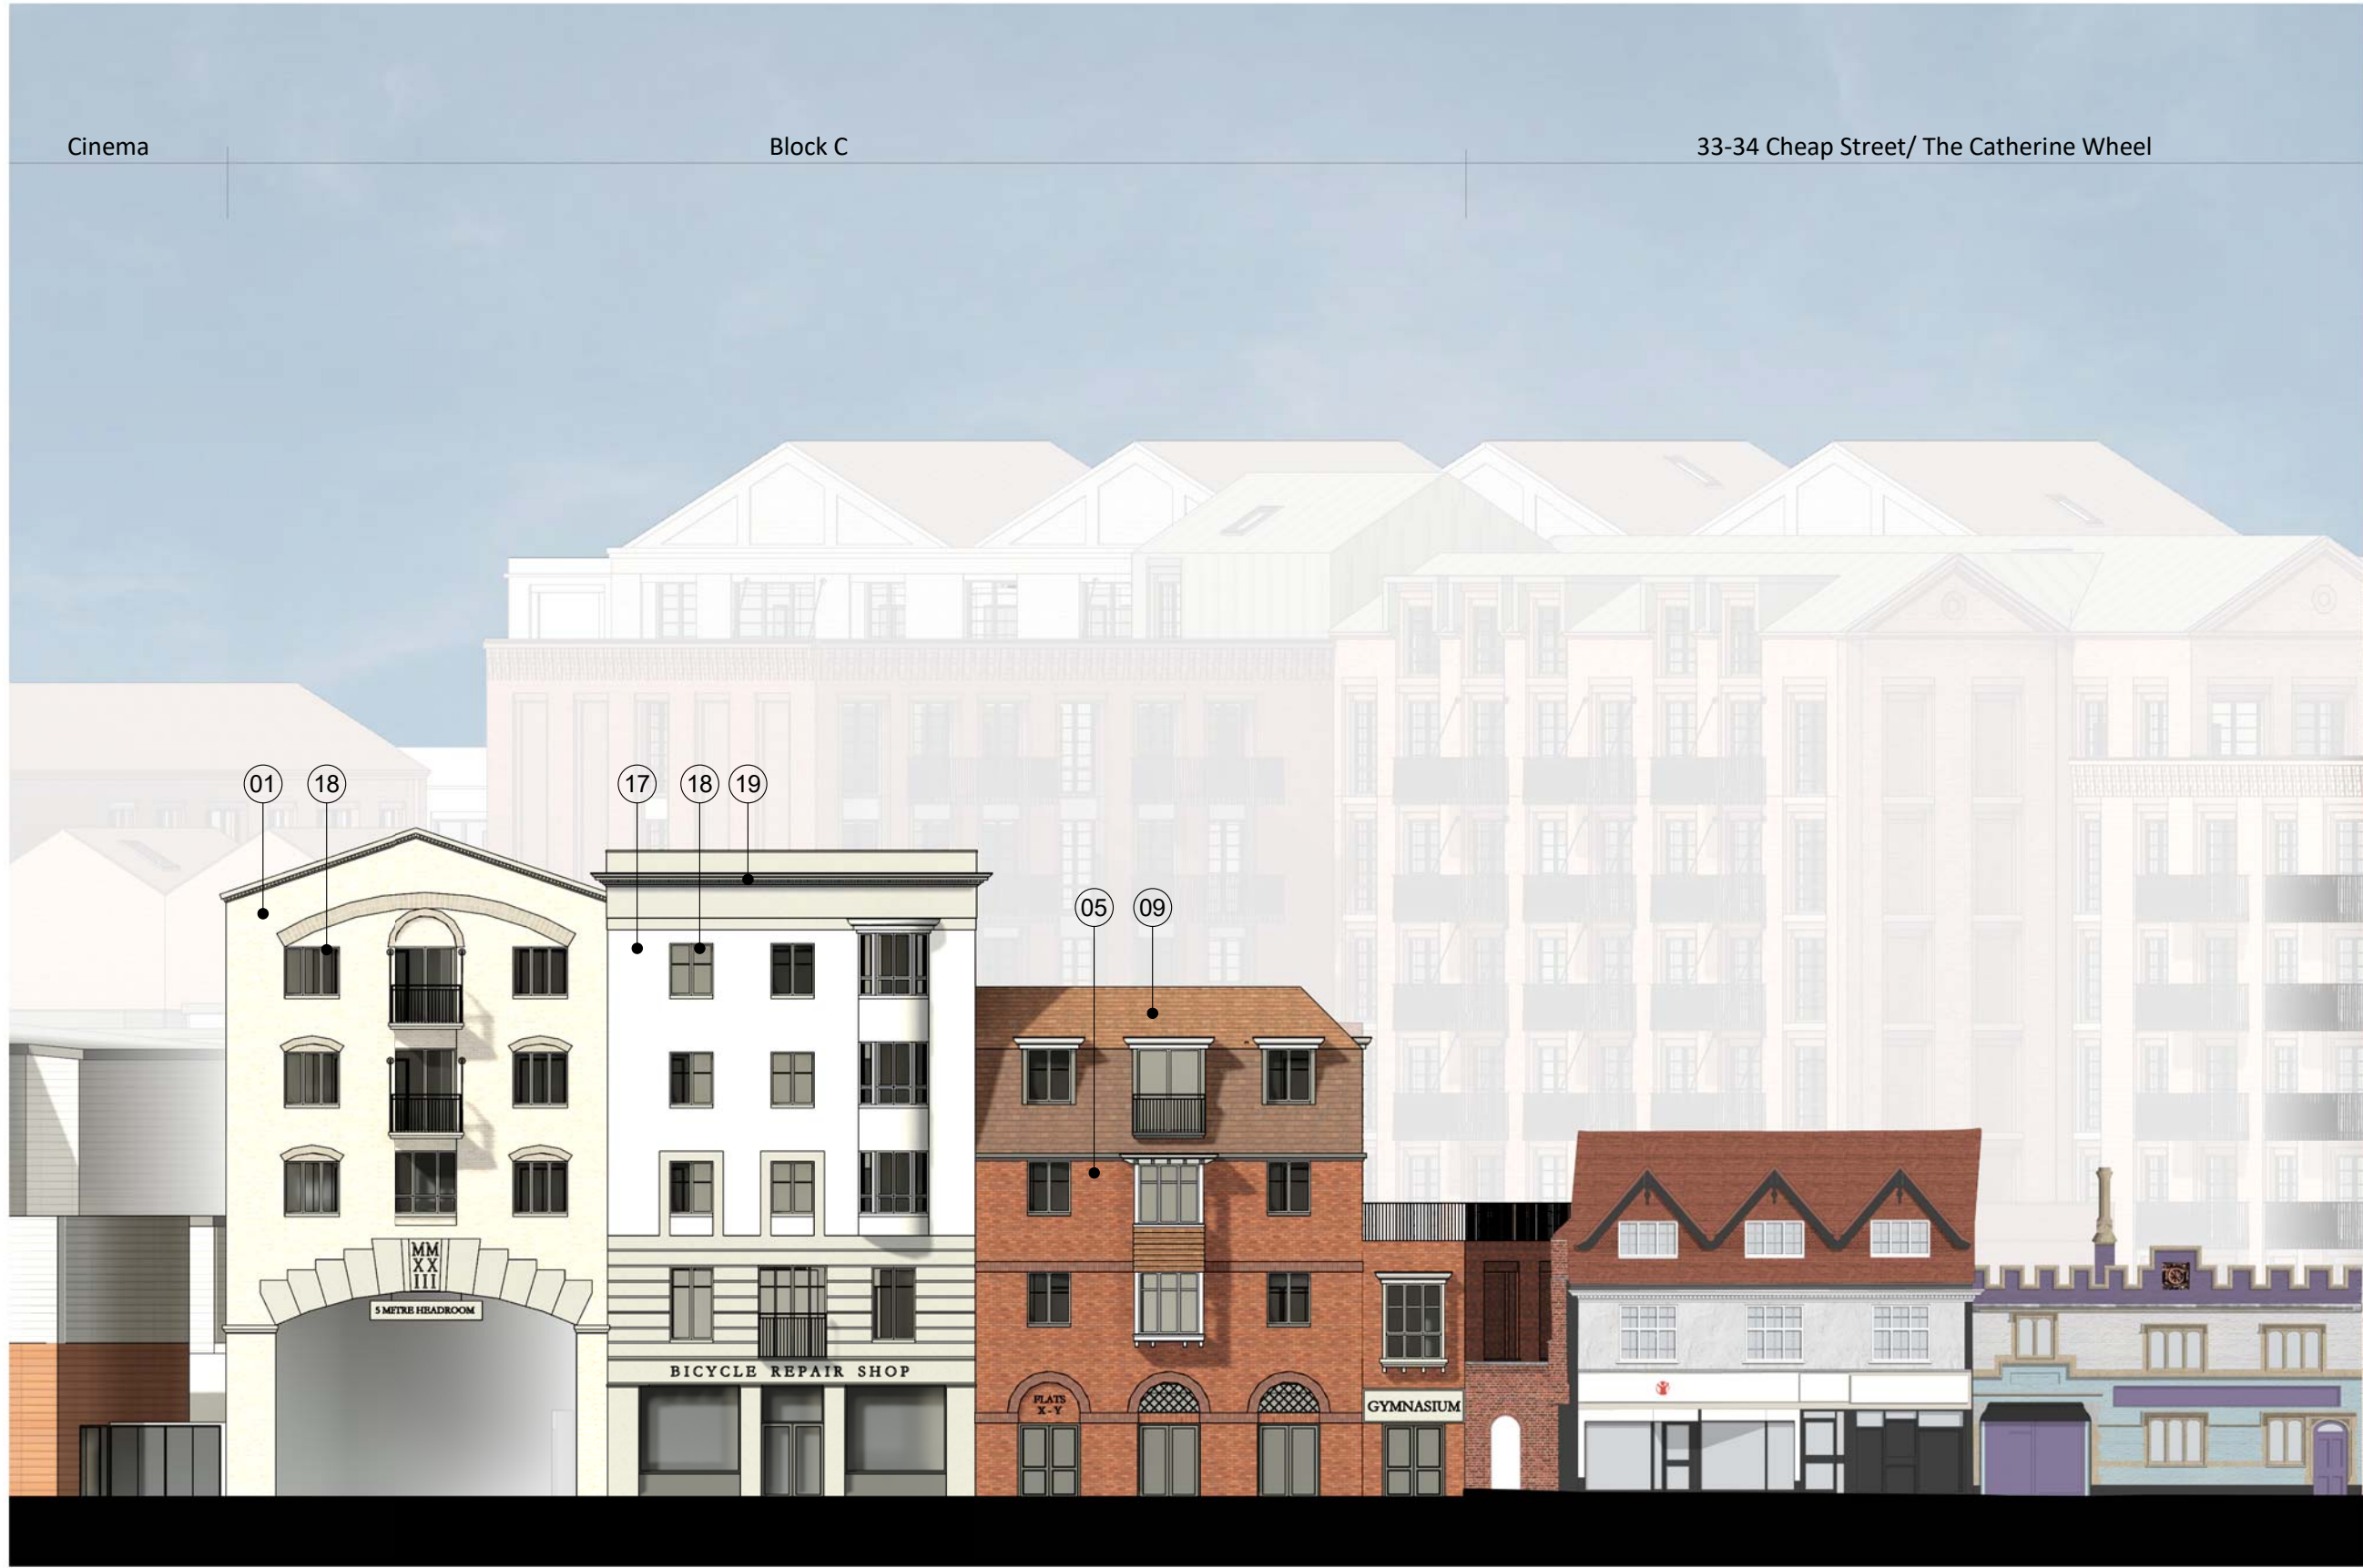 Cinema
Block C
33-34 Cheap Street/ The Catherine Wheel
01
18
17
18
19
05
09
MM
XX
III
5 METRE HEADROOM
BICYCLE REPAIR SHOP
FLATS
X-Y
GYMNASIUM